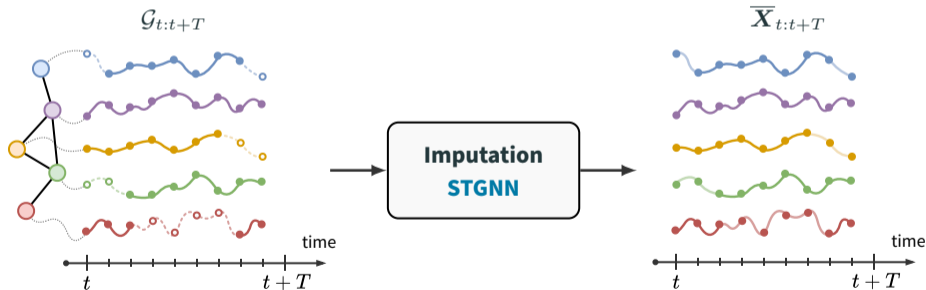 𝒢t:t+T
X̅t:t+T
Imputation
STGNN
time
time
t
t + T
t
t + T